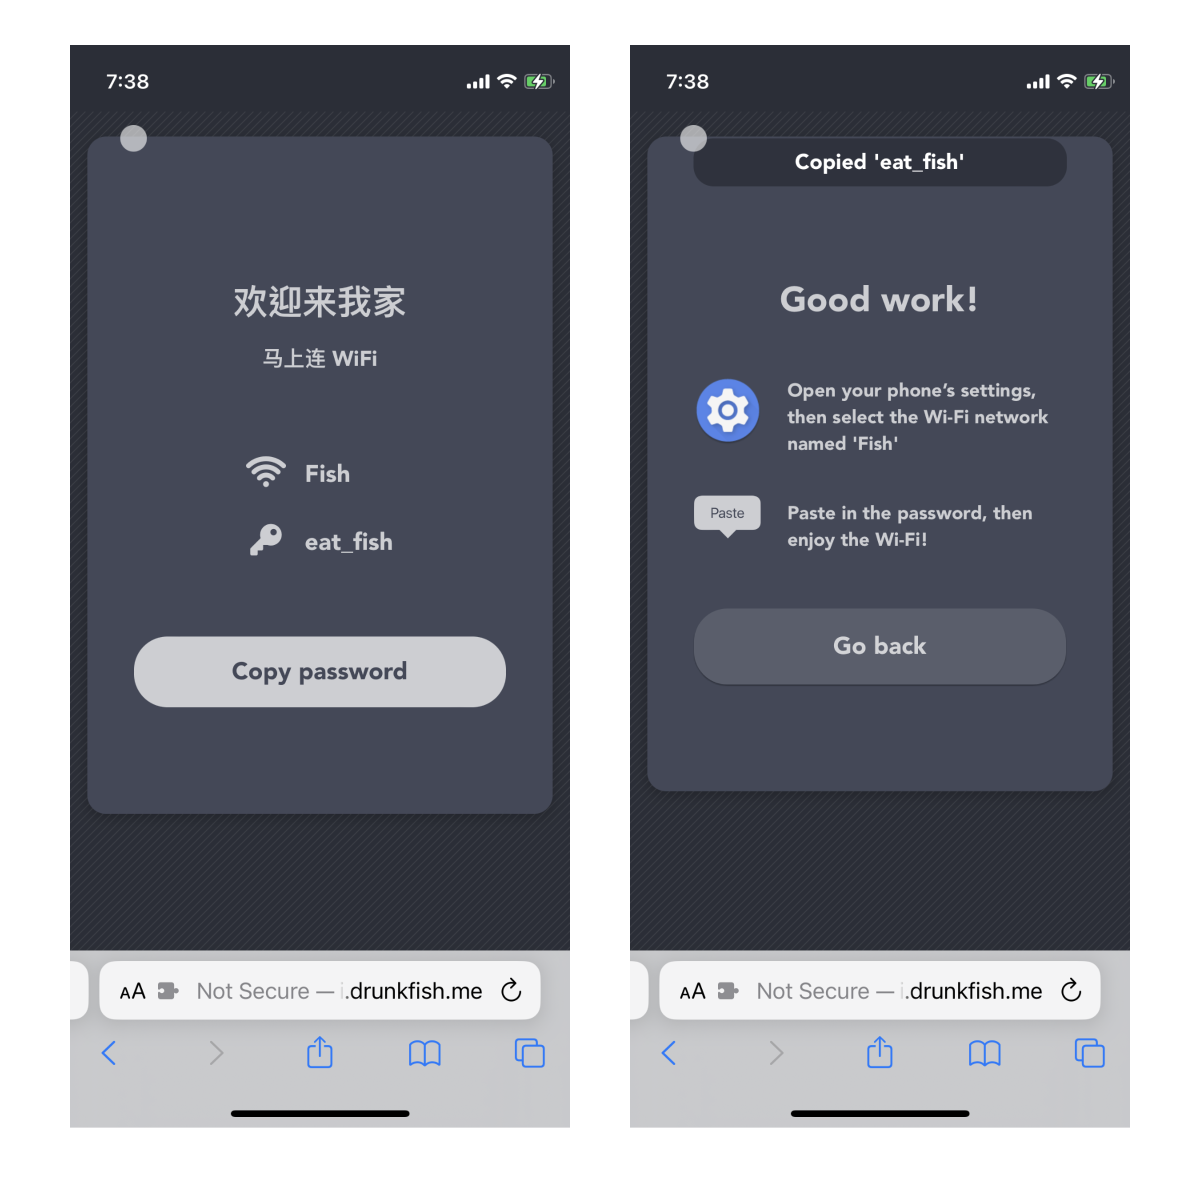 7:38
欢迎来我家
马上连 WiFi
Fish
eat_fish
Copy password
AA Not Secure — i.drunkfish.me
7:38
Copied 'eat_fish'
Good work!
Open your phone’s settings,
then select the Wi-Fi network
named 'Fish'
Paste
Paste in the password, then
enjoy the Wi-Fi!
Go back
AA Not Secure — i.drunkfish.me